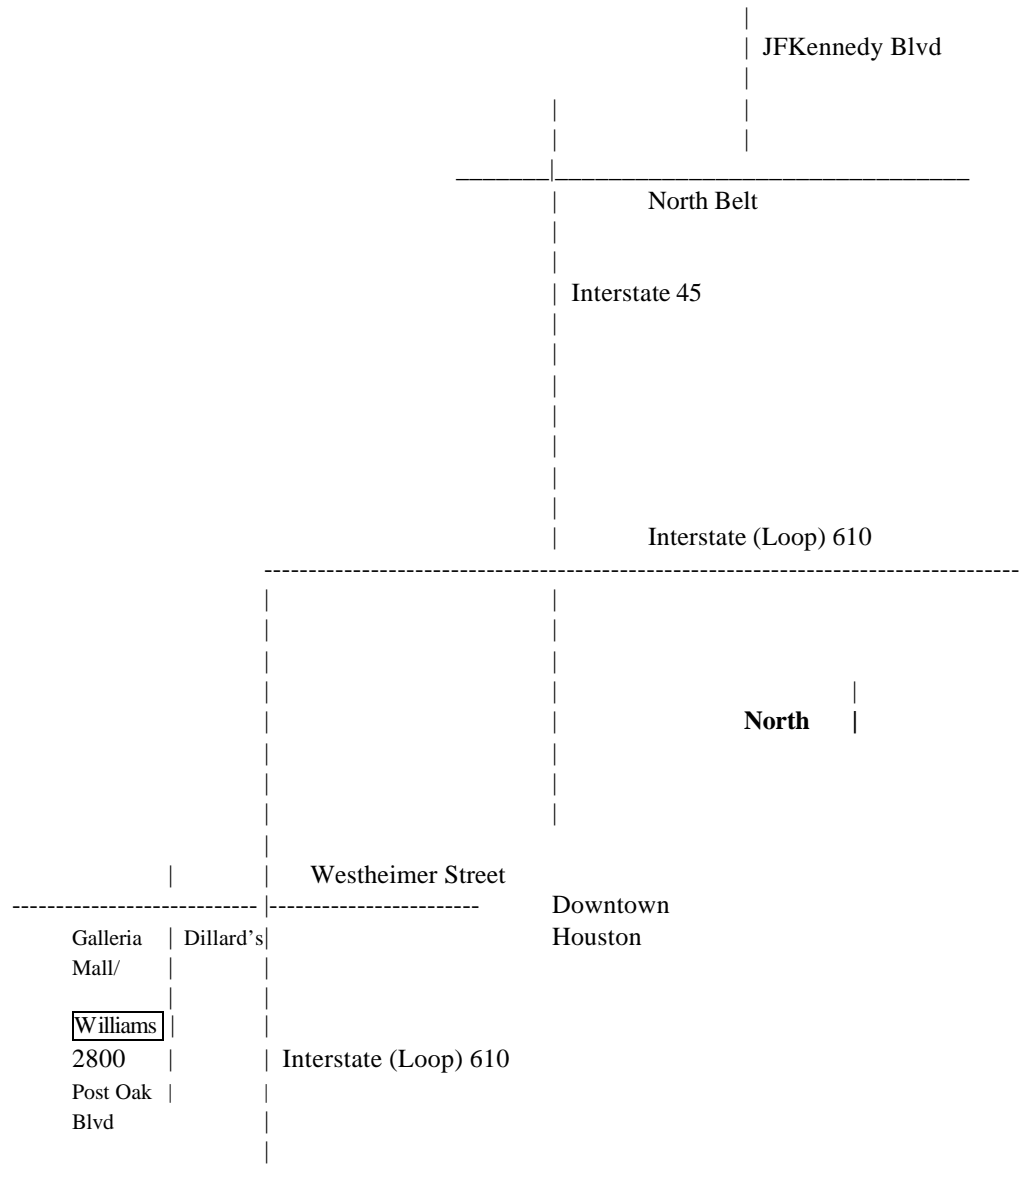 JFKennedy Blvd
North Belt
Interstate 45
Interstate (Loop) 610
North
Westheimer Street
Downtown
Houston
Galleria
Dillard’s
Mall/
Williams
2800
Interstate (Loop) 610
Post Oak
Blvd